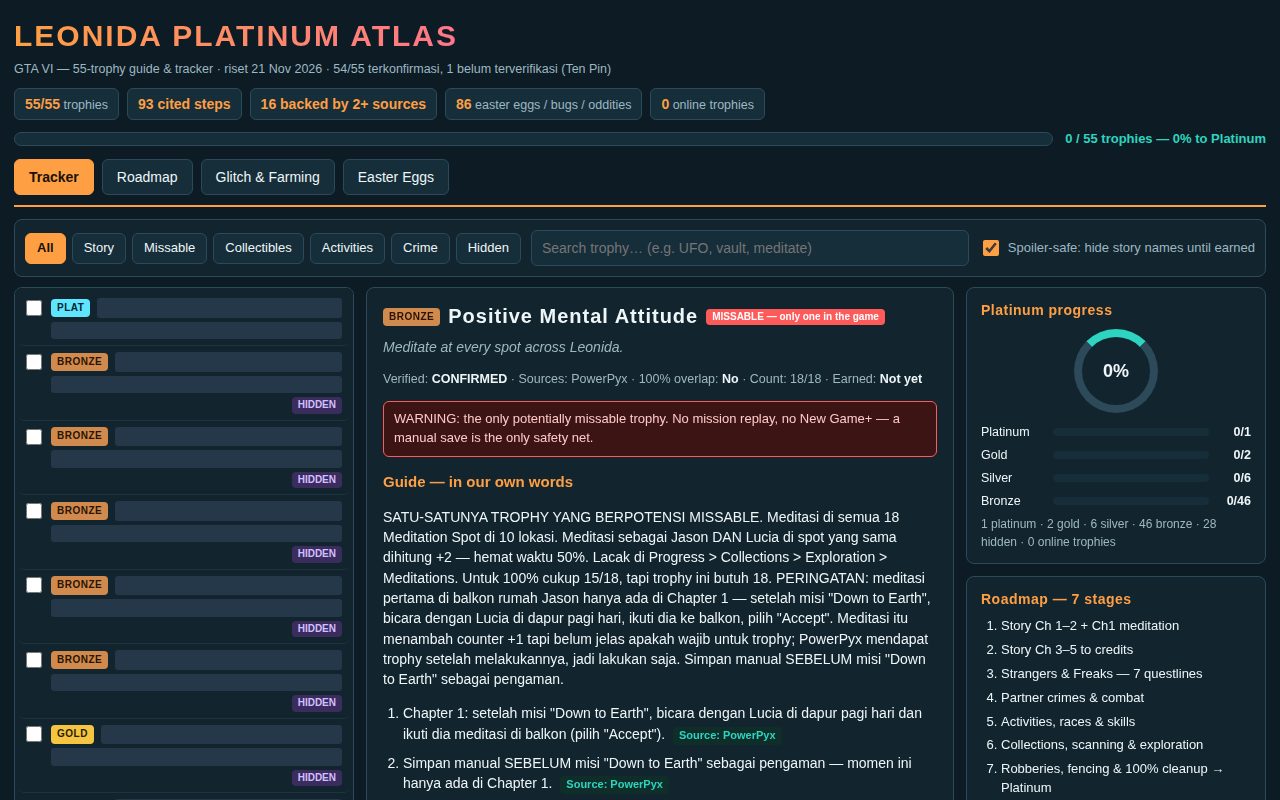 LEONIDA PLATINUM ATLAS
GTA VI — 55-trophy guide & tracker · riset 21 Nov 2026 · 54/55 terkonfirmasi, 1 belum terverifikasi (Ten Pin)
55/55 trophies
93 cited steps
16 backed by 2+ sources
86 easter eggs / bugs / oddities
0 online trophies
0 / 55 trophies — 0% to Platinum
Tracker
Roadmap
Glitch & Farming
Easter Eggs
All
Story
Missable
Collectibles
Activities
Crime
Hidden
Search trophy… (e.g. UFO, vault, meditate)
Spoiler-safe: hide story names until earned
PLAT
BRONZE
HIDDEN
BRONZE
HIDDEN
BRONZE
HIDDEN
BRONZE
HIDDEN
BRONZE
HIDDEN
GOLD
HIDDEN
BRONZE Positive Mental Attitude MISSABLE — only one in the game
Meditate at every spot across Leonida.
Verified: CONFIRMED · Sources: PowerPyx · 100% overlap: No · Count: 18/18 · Earned: Not yet
WARNING: the only potentially missable trophy. No mission replay, no New Game+ — a
manual save is the only safety net.
Guide — in our own words
SATU-SATUNYA TROPHY YANG BERPOTENSI MISSABLE. Meditasi di semua 18
Meditation Spot di 10 lokasi. Meditasi sebagai Jason DAN Lucia di spot yang sama
dihitung +2 — hemat waktu 50%. Lacak di Progress > Collections > Exploration >
Meditations. Untuk 100% cukup 15/18, tapi trophy ini butuh 18. PERINGATAN: meditasi
pertama di balkon rumah Jason hanya ada di Chapter 1 — setelah misi "Down to Earth",
bicara dengan Lucia di dapur pagi hari, ikuti dia ke balkon, pilih "Accept". Meditasi itu
menambah counter +1 tapi belum jelas apakah wajib untuk trophy; PowerPyx mendapat
trophy setelah melakukannya, jadi lakukan saja. Simpan manual SEBELUM misi "Down
to Earth" sebagai pengaman.
1. Chapter 1: setelah misi "Down to Earth", bicara dengan Lucia di dapur pagi hari dan
ikuti dia meditasi di balkon (pilih "Accept"). Source: PowerPyx
2. Simpan manual SEBELUM misi "Down to Earth" sebagai pengaman — momen ini
hanya ada di Chapter 1. Source: PowerPyx
Platinum progress
0%
Platinum 0/1
Gold 0/2
Silver 0/6
Bronze 0/46
1 platinum · 2 gold · 6 silver · 46 bronze · 28
hidden · 0 online trophies
Roadmap — 7 stages
1. Story Ch 1–2 + Ch1 meditation
2. Story Ch 3–5 to credits
3. Strangers & Freaks — 7 questlines
4. Partner crimes & combat
5. Activities, races & skills
6. Collections, scanning & exploration
7. Robberies, fencing & 100% cleanup →
Platinum